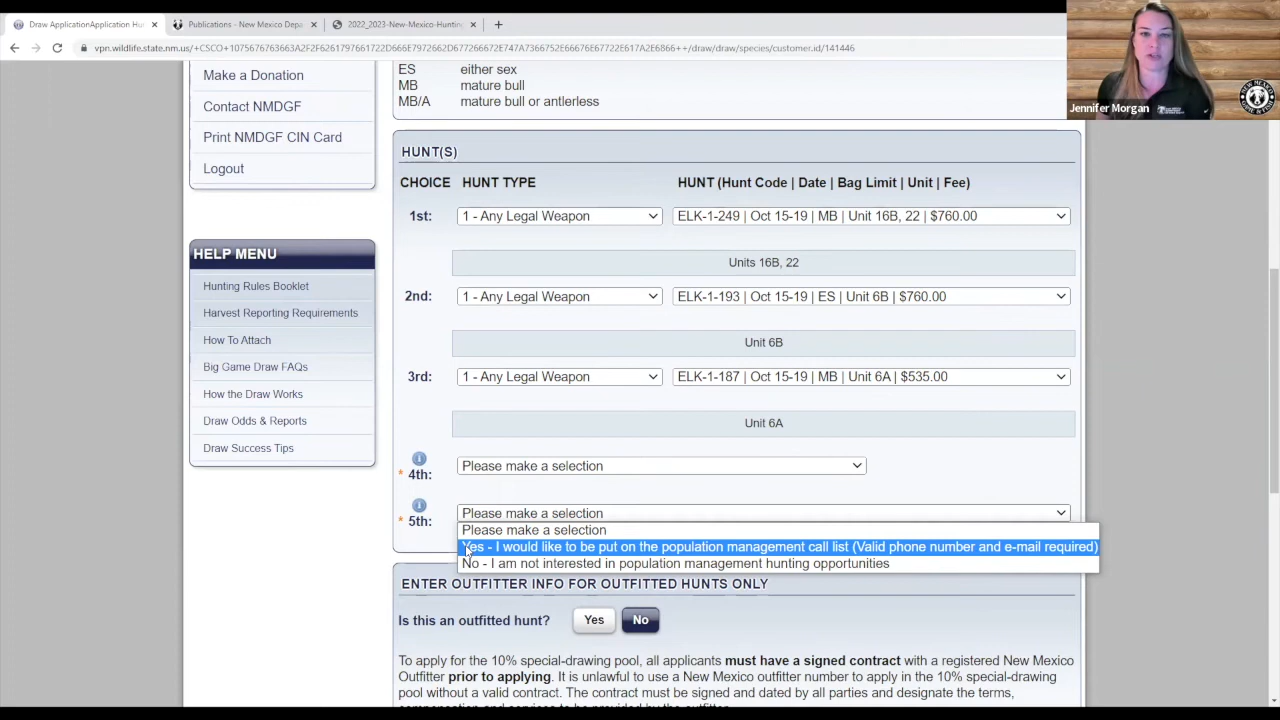 Draw ApplicationApplication Hu
Publications - New Mexico Depa
2022_2023-New-Mexico-Hunting
Make a Donation
Contact NMDGF
Print NMDGF CIN Card
Logout
HELP MENU
Hunting Rules Booklet
Harvest Reporting Requirements
How To Attach
Big Game Draw FAQs
How the Draw Works
Draw Odds & Reports
Draw Success Tips
ES either sex
MB mature bull
MB/A mature bull or antlerless
HUNT(S)
CHOICE HUNT TYPE HUNT (Hunt Code | Date | Bag Limit | Unit | Fee)
1st: 1 - Any Legal Weapon ELK-1-249 | Oct 15-19 | MB | Unit 16B, 22 | $760.00
Units 16B, 22
2nd: 1 - Any Legal Weapon ELK-1-193 | Oct 15-19 | ES | Unit 6B | $760.00
Unit 6B
3rd: 1 - Any Legal Weapon ELK-1-187 | Oct 15-19 | MB | Unit 6A | $535.00
Unit 6A
* 4th: Please make a selection
* 5th: Please make a selection
Please make a selection
Yes - I would like to be put on the population management call list (Valid phone number and e-mail required)
No - I am not interested in population management hunting opportunities
ENTER OUTFITTER INFO FOR OUTFITTED HUNTS ONLY
Is this an outfitted hunt? Yes No
To apply for the 10% special-drawing pool, all applicants must have a signed contract with a registered New Mexico
Outfitter prior to applying. It is unlawful to use a New Mexico outfitter number to apply in the 10% special-drawing
pool without a valid contract. The contract must be signed and dated by all parties and designate the terms,
Jennifer Morgan